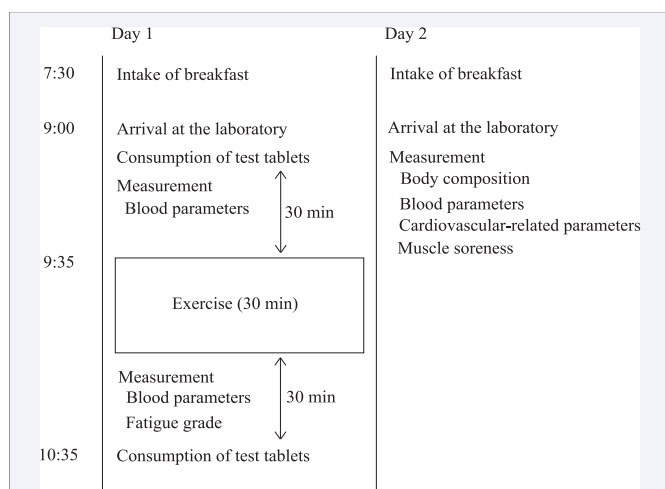 Day 1 Day 2
7:30 Intake of breakfast Intake of breakfast
9:00 Arrival at the laboratory Arrival at the laboratory
Consumption of test tablets Measurement
Measurement Body composition
Blood parameters 30 min Blood parameters
Cardiovascular-related parameters
9:35 Muscle soreness
Exercise (30 min)
Measurement
Blood parameters 30 min
Fatigue grade
10:35 Consumption of test tablets